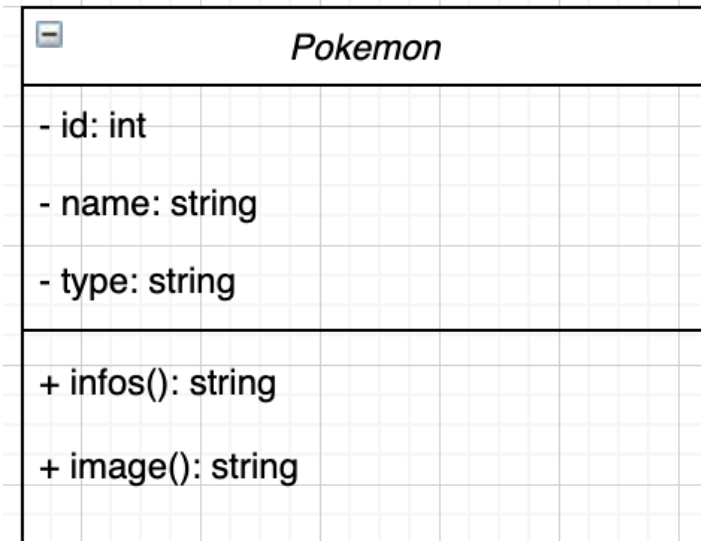 Pokemon
- id: int
- name: string
- type: string
+ infos(): string
+ image(): string